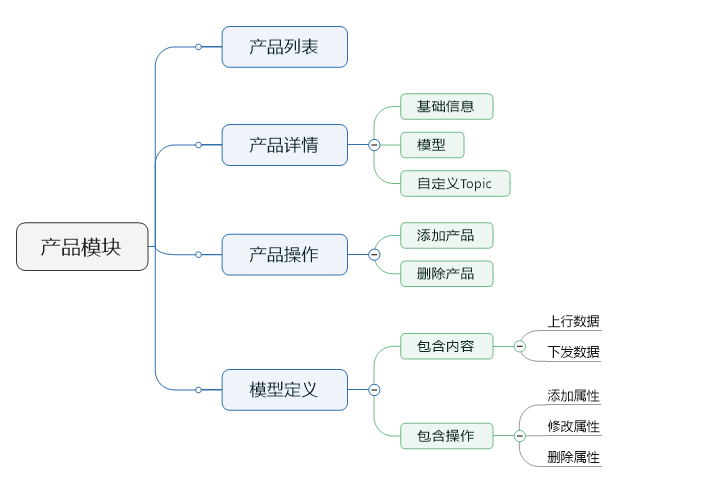 产品模块
产品列表
产品详情
基础信息
模型
自定义Topic
产品操作
添加产品
删除产品
模型定义
包含内容
上行数据
下发数据
包含操作
添加属性
修改属性
删除属性